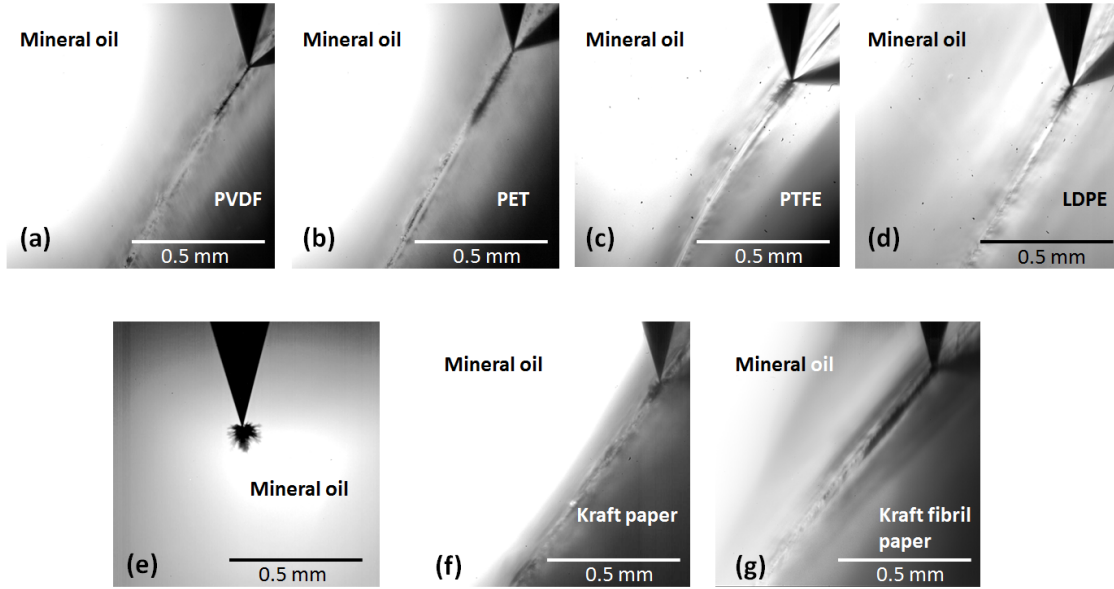 Mineral oil
PVDF
(a)
0.5 mm
Mineral oil
PET
(b)
0.5 mm
Mineral oil
PTFE
(c)
0.5 mm
Mineral oil
LDPE
(d)
0.5 mm
Mineral oil
(e)
0.5 mm
Mineral oil
Kraft paper
(f)
0.5 mm
Mineral oil
Kraft fibril
paper
(g)
0.5 mm